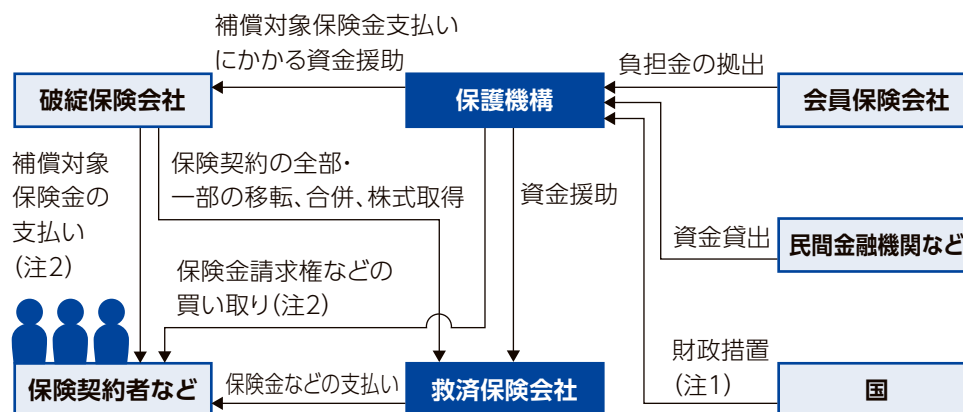 補償対象保険金支払い
にかかる資金援助
負担金の拠出
破綻保険会社
保護機構
会員保険会社
補償対象
保険金の
支払い
(注2)
保険契約の全部・
一部の移転、合併、株式取得
資金援助
資金貸出
民間金融機関など
保険金請求権などの
買い取り(注2)
財政措置
(注1)
保険契約者など
保険金などの支払い
救済保険会社
国